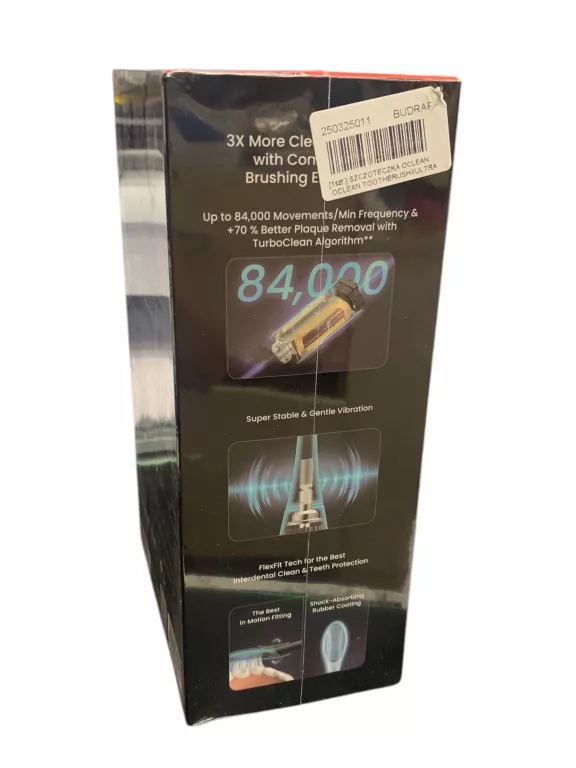 250325011 BUDRAF
[1szt.] SZCZOTECZKA OCLEAN
OCLEAN TOOTHBRUSHXULTRA
3X More Cle
with Con
Brushing E
Up to 84,000 Movements/Min Frequency &
+70 % Better Plaque Removal with
TurboClean Algorithm**
84,000
Super Stable & Gentle Vibration
FlexFit Tech for the Best
Interdental Clean & Teeth Protection
The Best
In Motion Fitting
Shock-Absorbing
Rubber Coating